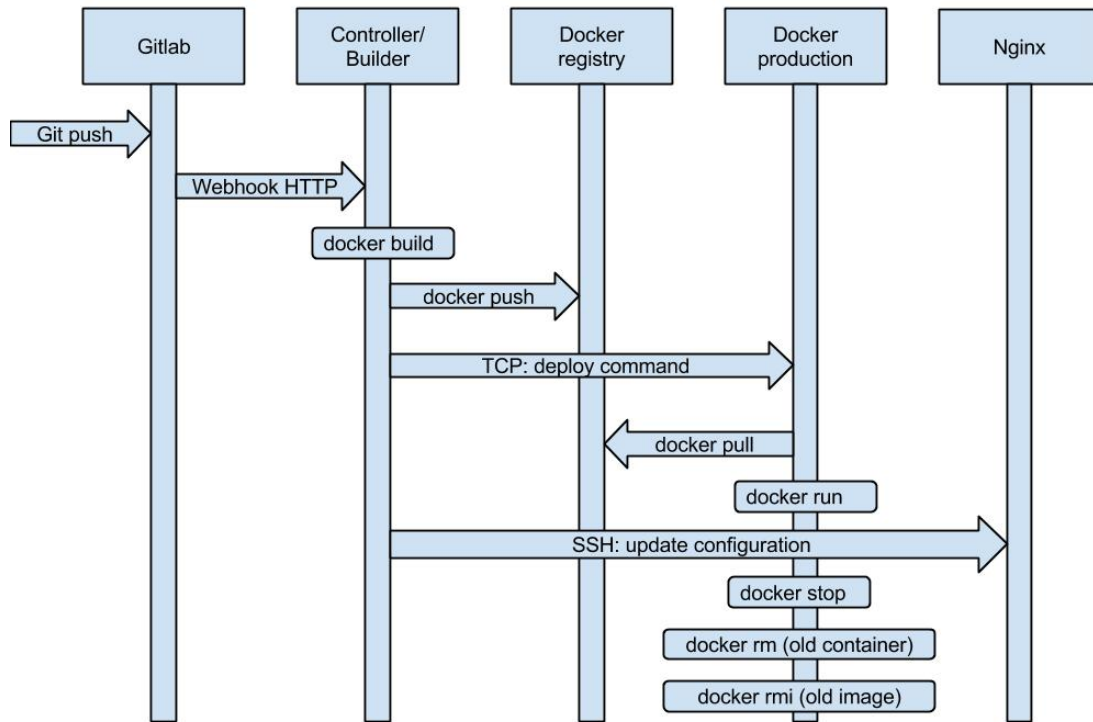 Gitlab
Controller/
Builder
Docker
registry
Docker
production
Nginx
Git push
Webhook HTTP
docker build
docker push
TCP: deploy command
docker pull
docker run
SSH: update configuration
docker stop
docker rm (old container)
docker rmi (old image)